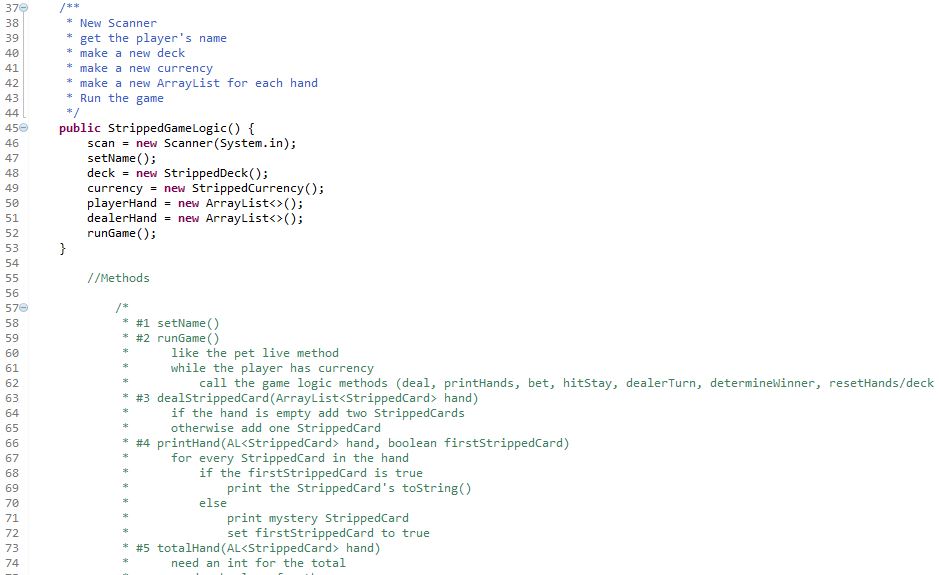 37 /**
38 * New Scanner
39 * get the player's name
40 * make a new deck
41 * make a new currency
42 * make a new ArrayList for each hand
43 * Run the game
44 */
45 public StrippedGameLogic() {
46 scan = new Scanner(System.in);
47 setName();
48 deck = new StrippedDeck();
49 currency = new StrippedCurrency();
50 playerHand = new ArrayList<>();
51 dealerHand = new ArrayList<>();
52 runGame();
53 }
54
55 //Methods
56
57 /*
58 * #1 setName()
59 * #2 runGame()
60 * like the pet live method
61 * while the player has currency
62 * call the game logic methods (deal, printHands, bet, hitStay, dealerTurn, determineWinner, resetHands/deck
63 * #3 dealStrippedCard(ArrayList<StrippedCard> hand)
64 * if the hand is empty add two StrippedCards
65 * otherwise add one StrippedCard
66 * #4 printHand(AL<StrippedCard> hand, boolean firstStrippedCard)
67 * for every StrippedCard in the hand
68 * if the firstStrippedCard is true
69 * print the StrippedCard's toString()
70 * else
71 * print mystery StrippedCard
72 * set firstStrippedCard to true
73 * #5 totalHand(AL<StrippedCard> hand)
74 * need an int for the total